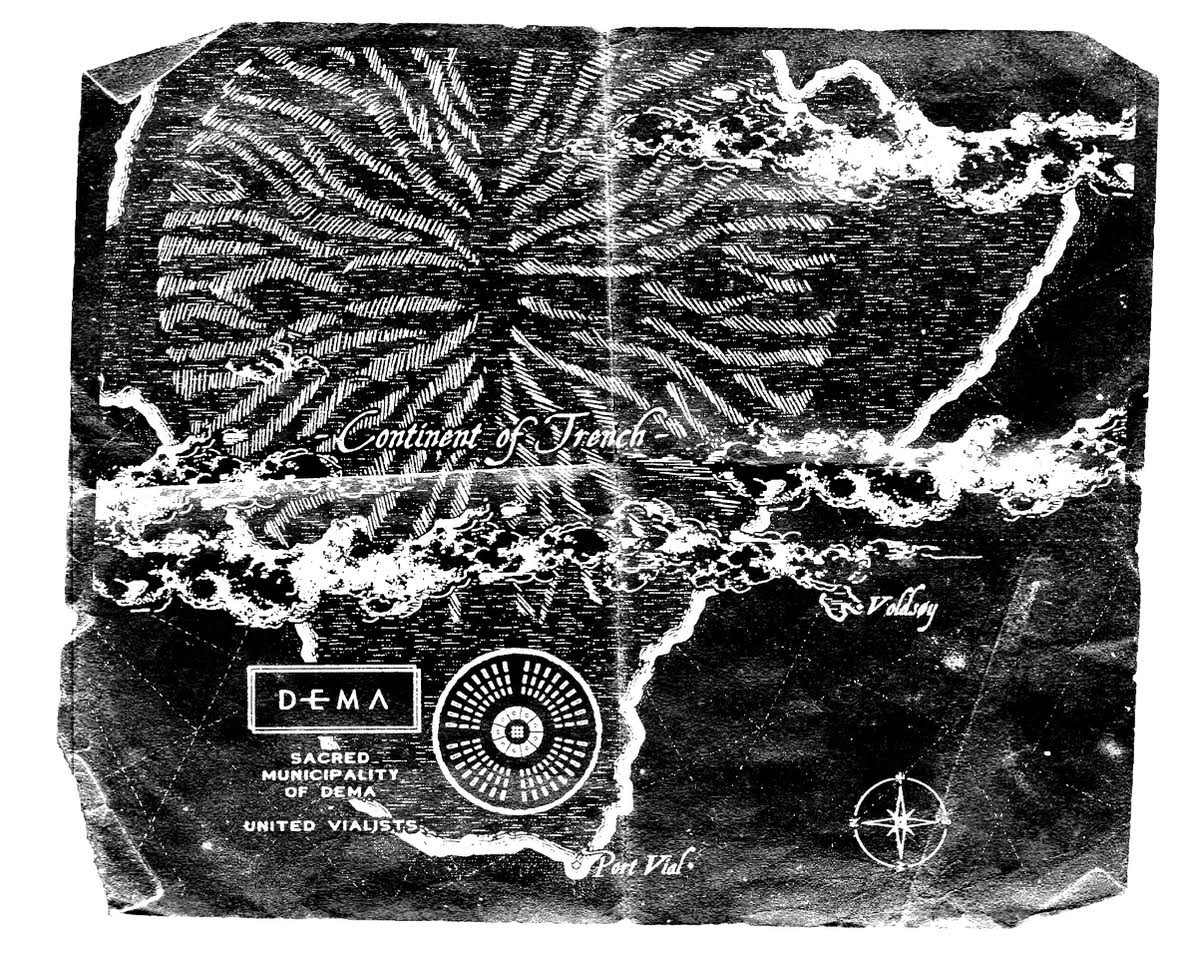 - Continent of Trench -
Voldsøy
DEMA
SACRED
MUNICIPALITY
OF DEMA
UNITED VIALISTS
Port Vial